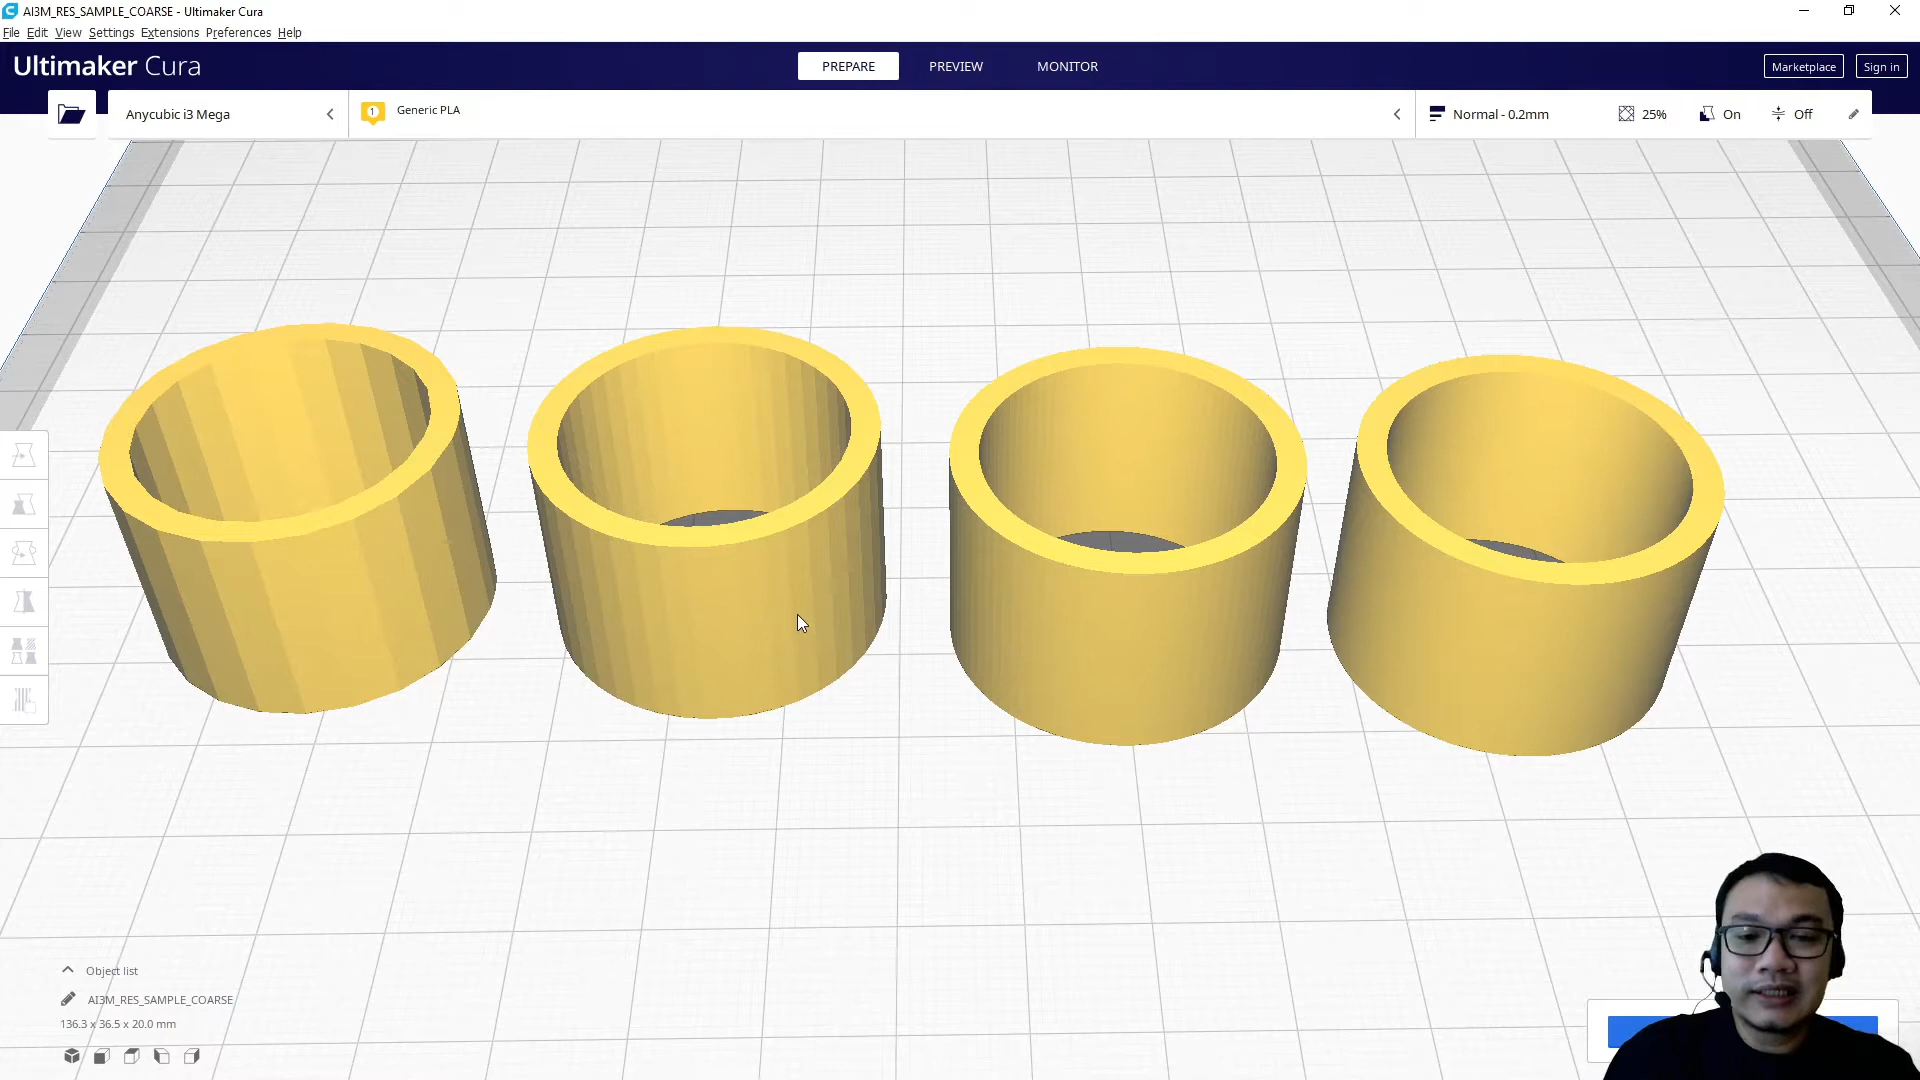 AI3M_RES_SAMPLE_COARSE - Ultimaker Cura
File Edit View Settings Extensions Preferences Help
Ultimaker Cura
PREPARE
PREVIEW
MONITOR
Marketplace
Sign in
Anycubic i3 Mega
1
Generic PLA
Normal - 0.2mm
25%
On
Off
Object list
AI3M_RES_SAMPLE_COARSE
136.3 x 36.5 x 20.0 mm